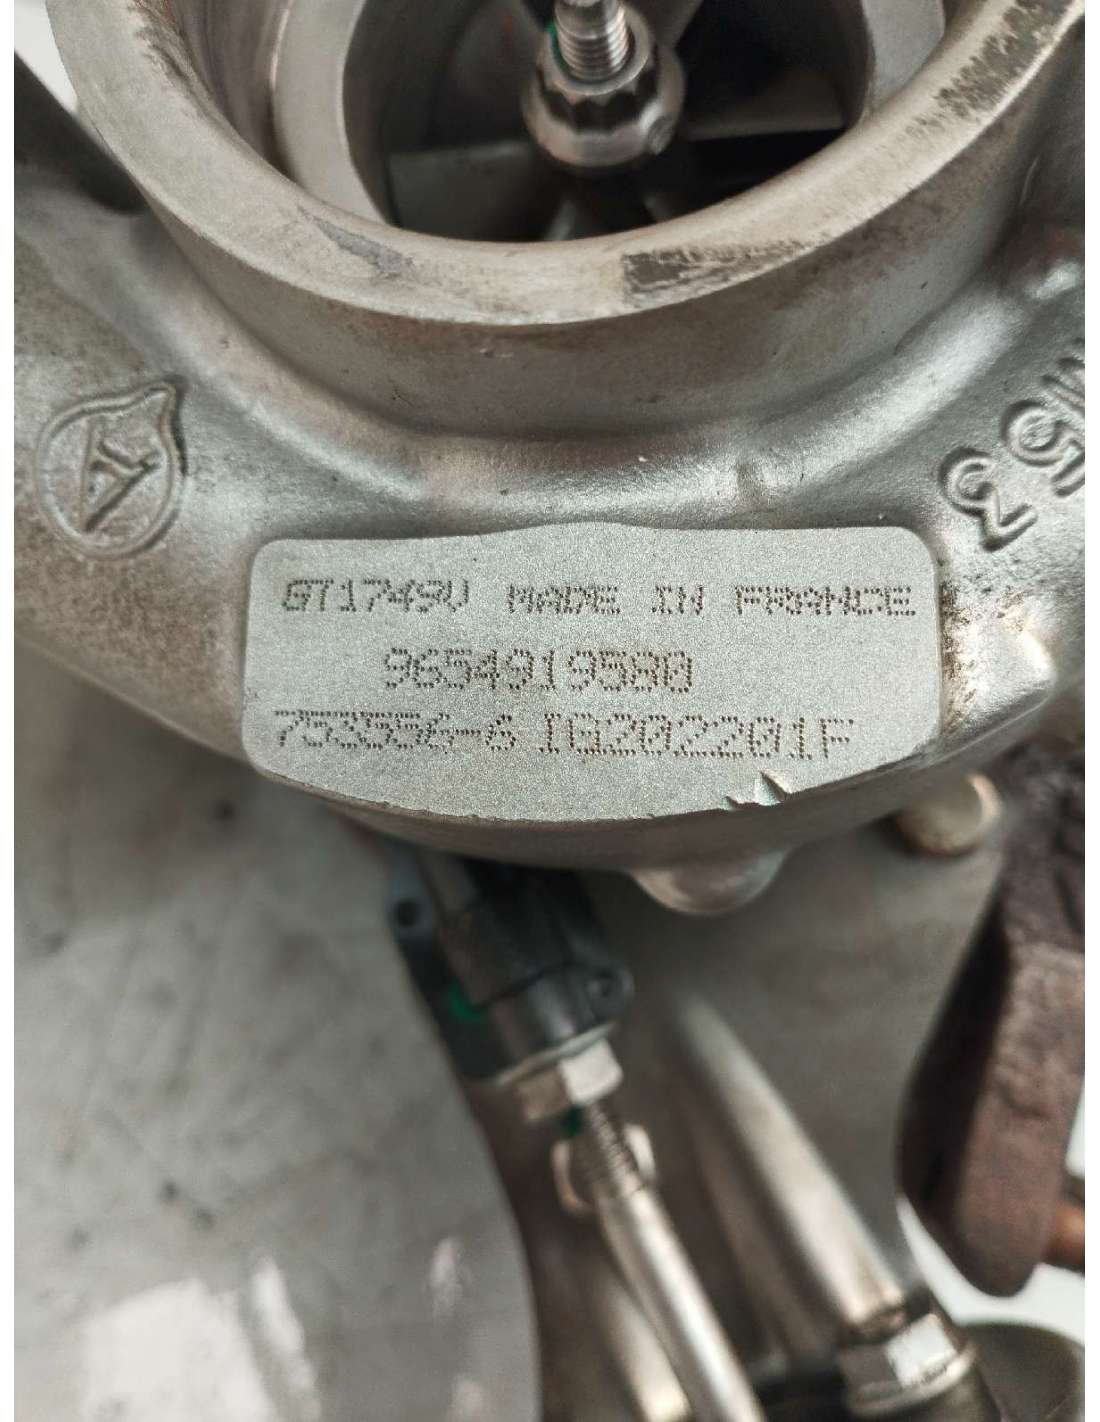 GT1749V MADE IN FRANCE
9654919580
753556-6 IG202201F